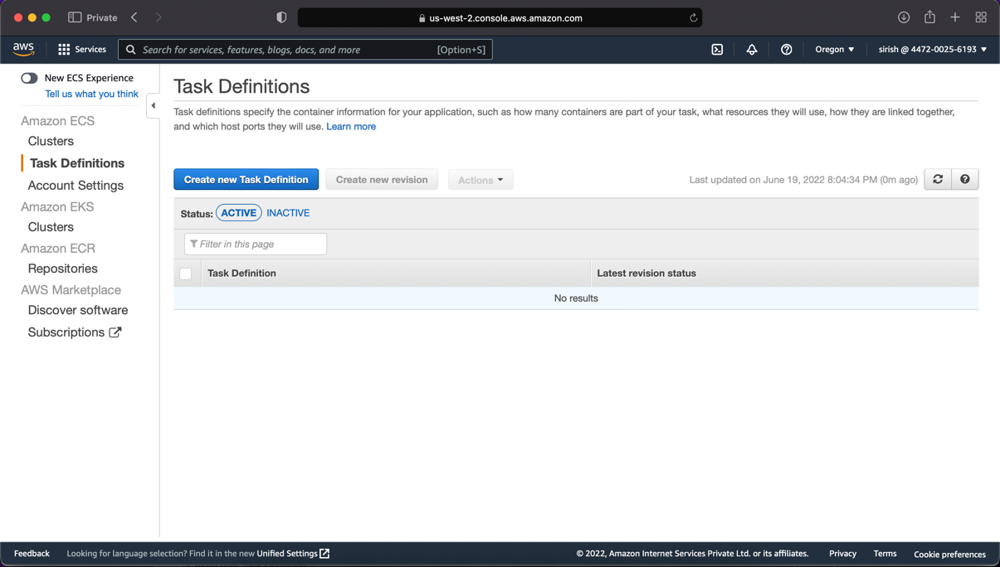 Private
us-west-2.console.aws.amazon.com
aws
Services
Search for services, features, blogs, docs, and more
[Option+S]
Oregon ▼
sirish @ 4472-0025-6193 ▼
New ECS Experience
Tell us what you think
Amazon ECS
Clusters
Task Definitions
Account Settings
Amazon EKS
Clusters
Amazon ECR
Repositories
AWS Marketplace
Discover software
Subscriptions
Task Definitions
Task definitions specify the container information for your application, such as how many containers are part of your task, what resources they will use, how they are linked together,
and which host ports they will use. Learn more
Create new Task Definition
Create new revision
Actions
Last updated on June 19, 2022 8:04:34 PM (0m ago)
Status: ACTIVE INACTIVE
Filter in this page
Task Definition
Latest revision status
No results
Feedback
Looking for language selection? Find it in the new Unified Settings
© 2022, Amazon Internet Services Private Ltd. or its affiliates.
Privacy
Terms
Cookie preferences